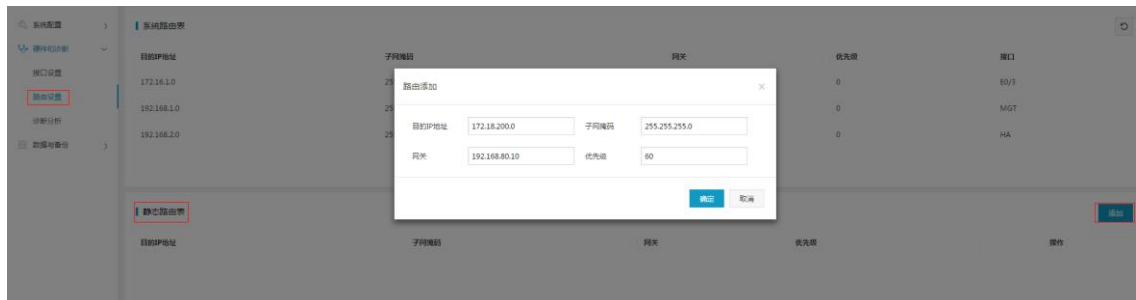 系统配置
硬件和诊断
接口设置
路由设置
诊断分析
数据与备份
系统路由表
目的IP地址 子网掩码 网关 优先级 接口
172.16.1.0 25 0 E0/3
192.168.1.0 25 0 MGT
192.168.2.0 25 0 HA
路由添加
目的IP地址 172.18.200.0 子网掩码 255.255.255.0
网关 192.168.80.10 优先级 60
确定 取消
静态路由表 添加
目的IP地址 子网掩码 网关 优先级 操作